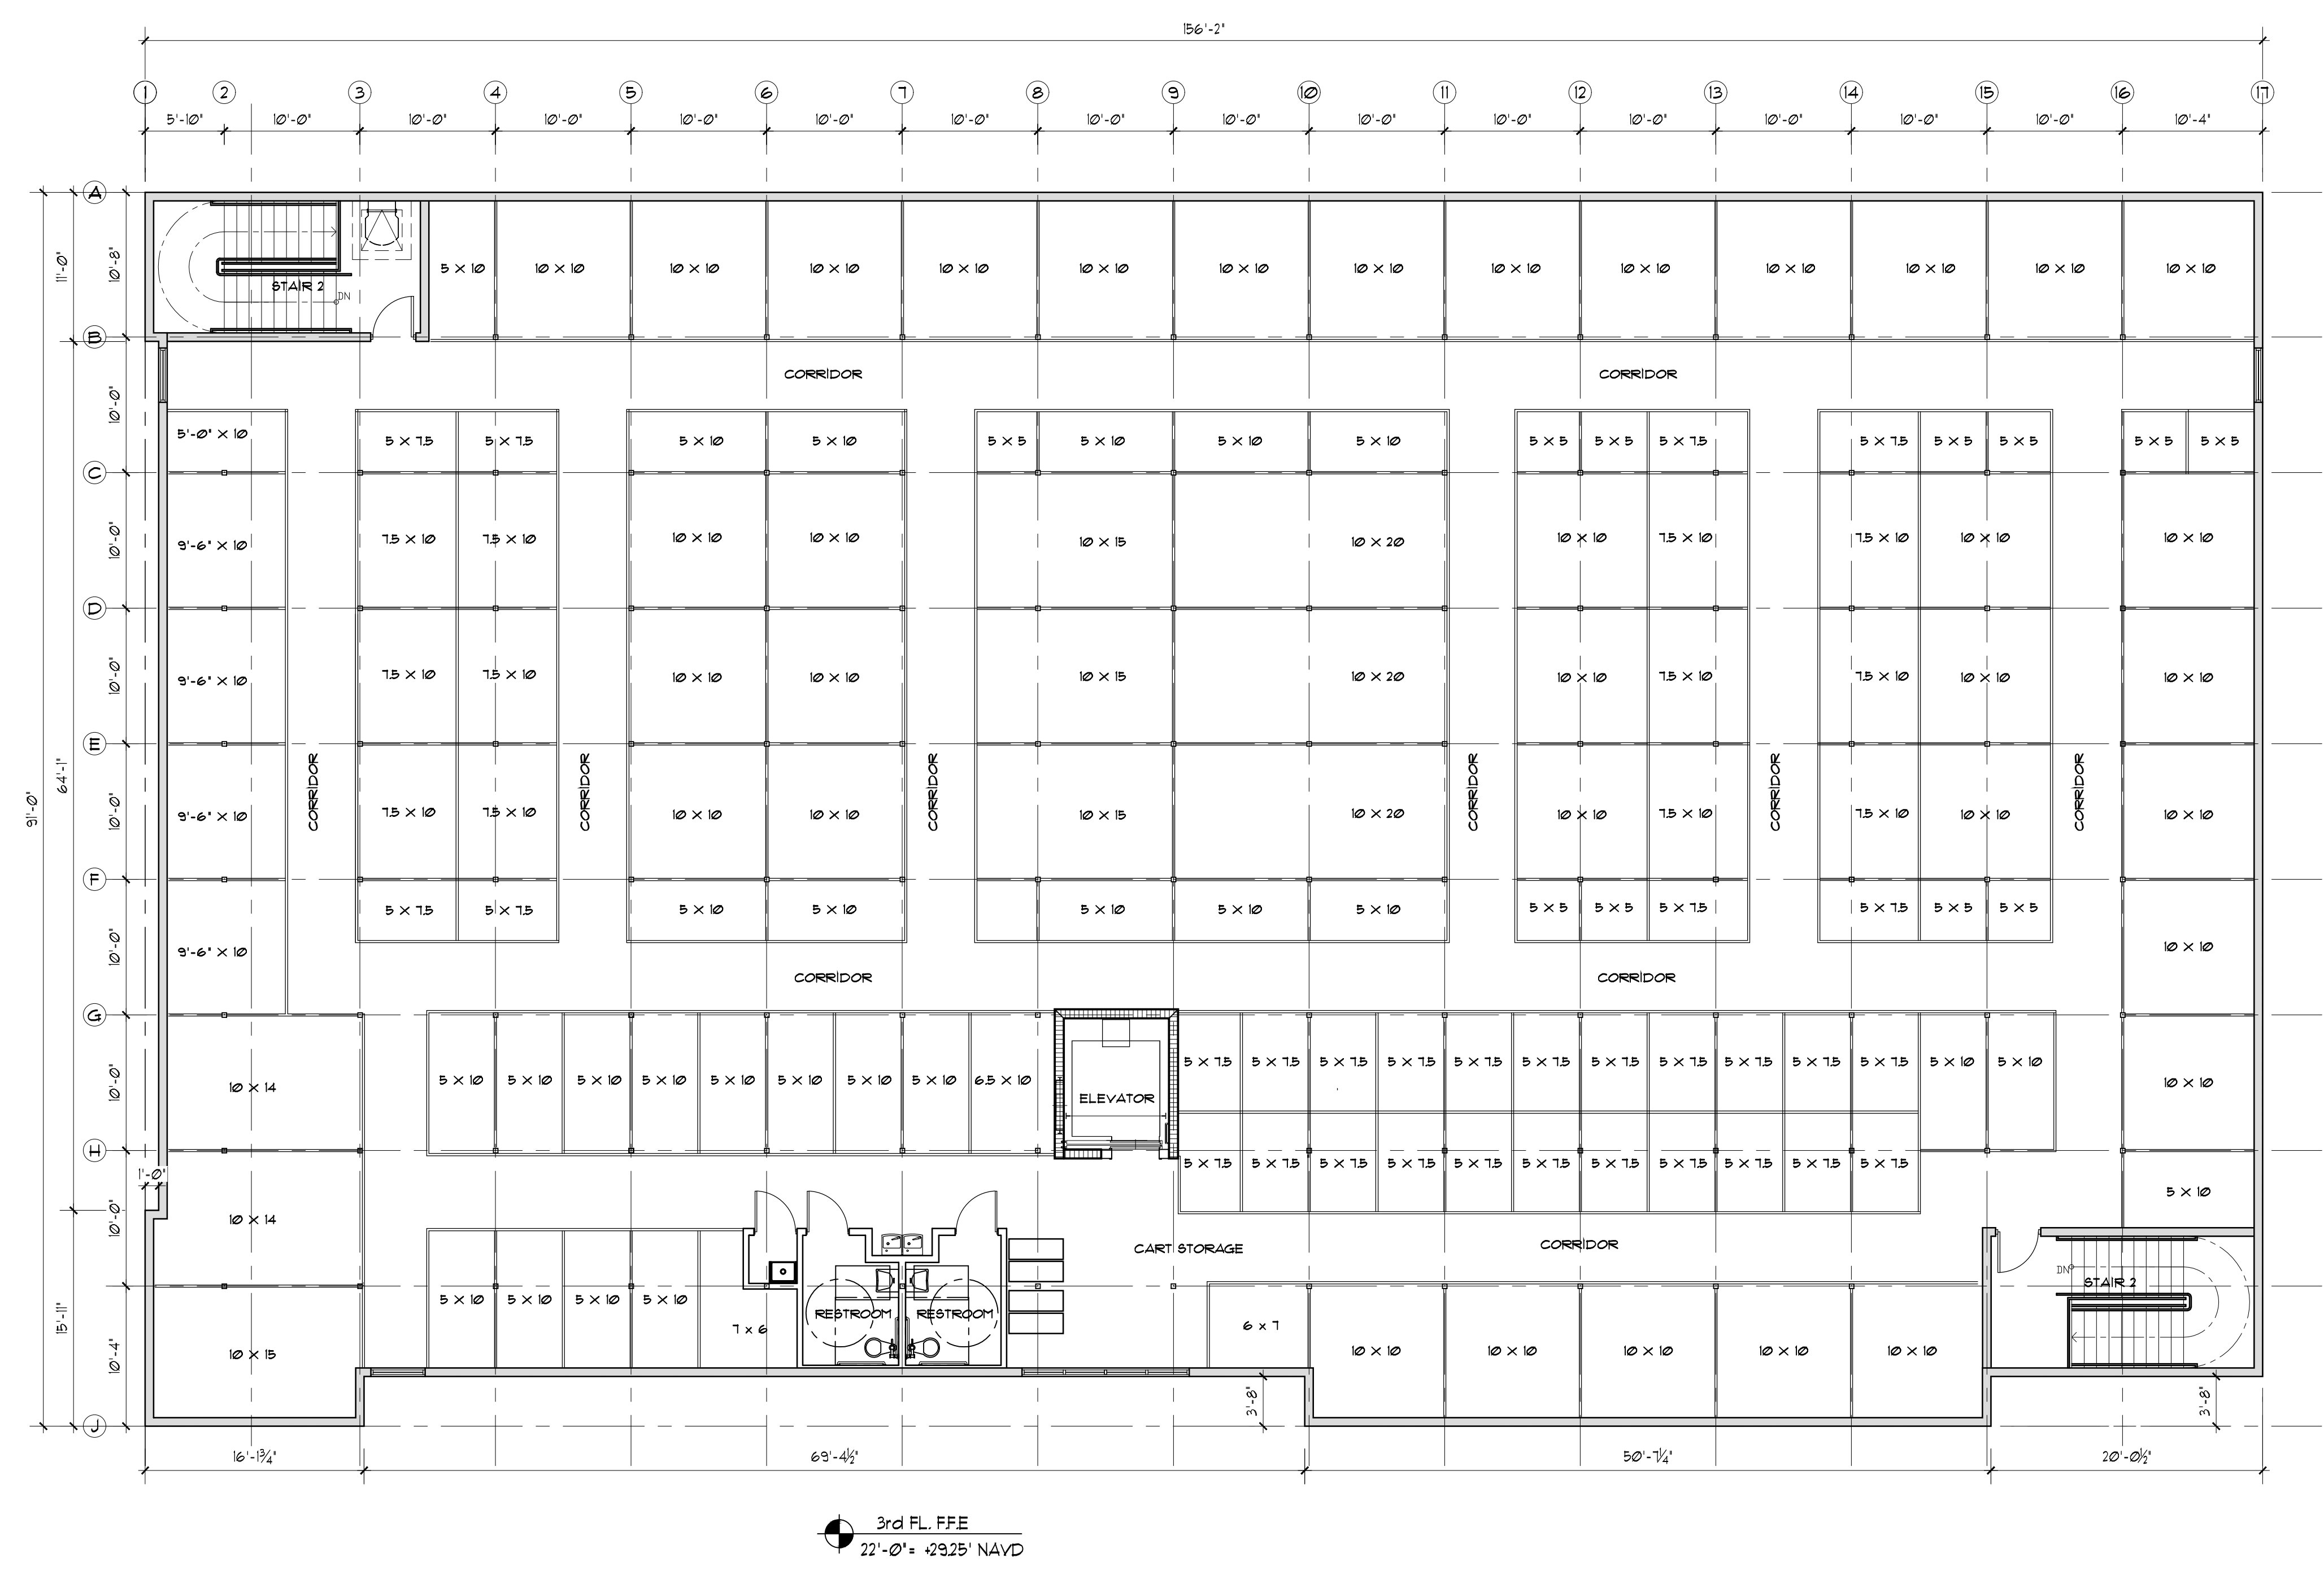 156'-2"
1 2 3 4 5 6 7 8 9 10 11 12 13 14 15 16 17
5'-10" 10'-0" 10'-0" 10'-0" 10'-0" 10'-0" 10'-0" 10'-0" 10'-0" 10'-0" 10'-0" 10'-0" 10'-0" 10'-0" 10'-0" 10'-4"
A
11'-0" 10'-8"
5 X 10 10 X 10 10 X 10 10 X 10 10 X 10 10 X 10 10 X 10 10 X 10 10 X 10 10 X 10 10 X 10 10 X 10 10 X 10 10 X 10
STAIR 2
DN
B
CORRIDOR CORRIDOR
10'-0"
5'-0" X 10 5 X 7.5 5 X 7.5 5 X 10 5 X 10 5 X 5 5 X 10 5 X 10 5 X 10 5 X 5 5 X 5 5 X 7.5 5 X 7.5 5 X 5 5 X 5 5 X 5 5 X 5
C
10'-0"
9'-6" X 10 7.5 X 10 7.5 X 10 10 X 10 10 X 10 10 X 15 10 X 20 10 X 10 7.5 X 10 7.5 X 10 10 X 10 10 X 10
D
10'-0"
9'-6" X 10 7.5 X 10 7.5 X 10 10 X 10 10 X 10 10 X 15 10 X 20 10 X 10 7.5 X 10 7.5 X 10 10 X 10 10 X 10
E
91'-0" 64'-1" 10'-0"
CORRIDOR CORRIDOR CORRIDOR CORRIDOR CORRIDOR CORRIDOR
9'-6" X 10 7.5 X 10 7.5 X 10 10 X 10 10 X 10 10 X 15 10 X 20 10 X 10 7.5 X 10 7.5 X 10 10 X 10 10 X 10
F
10'-0"
5 X 7.5 5 X 7.5 5 X 10 5 X 10 5 X 10 5 X 10 5 X 10 5 X 5 5 X 5 5 X 7.5 5 X 7.5 5 X 5 5 X 5
9'-6" X 10 10 X 10
CORRIDOR CORRIDOR
G
10'-0"
5 X 7.5 5 X 7.5 5 X 7.5 5 X 7.5 5 X 7.5 5 X 7.5 5 X 7.5 5 X 7.5 5 X 7.5 5 X 7.5 5 X 7.5 5 X 10 5 X 10
10 X 14 5 X 10 5 X 10 5 X 10 5 X 10 5 X 10 5 X 10 5 X 10 5 X 10 6.5 X 10 10 X 10
ELEVATOR
H
1'-0"
5 X 7.5 5 X 7.5 5 X 7.5 5 X 7.5 5 X 7.5 5 X 7.5 5 X 7.5 5 X 7.5 5 X 7.5 5 X 7.5 5 X 7.5
5 X 10
10'-0"
10 X 14
CART STORAGE CORRIDOR
DN
STAIR 2
15'-11"
5 X 10 5 X 10 5 X 10 5 X 10
RESTROOM RESTROOM
7 x 6 6 x 7
10'-4"
10 X 15 10 X 10 10 X 10 10 X 10 10 X 10 10 X 10
3'-8" 3'-8"
J
16'-1¾" 69'-4½" 50'-7¼" 20'-0½"
3rd FL. F.F.E
22'-0"= +29.25' NAVD